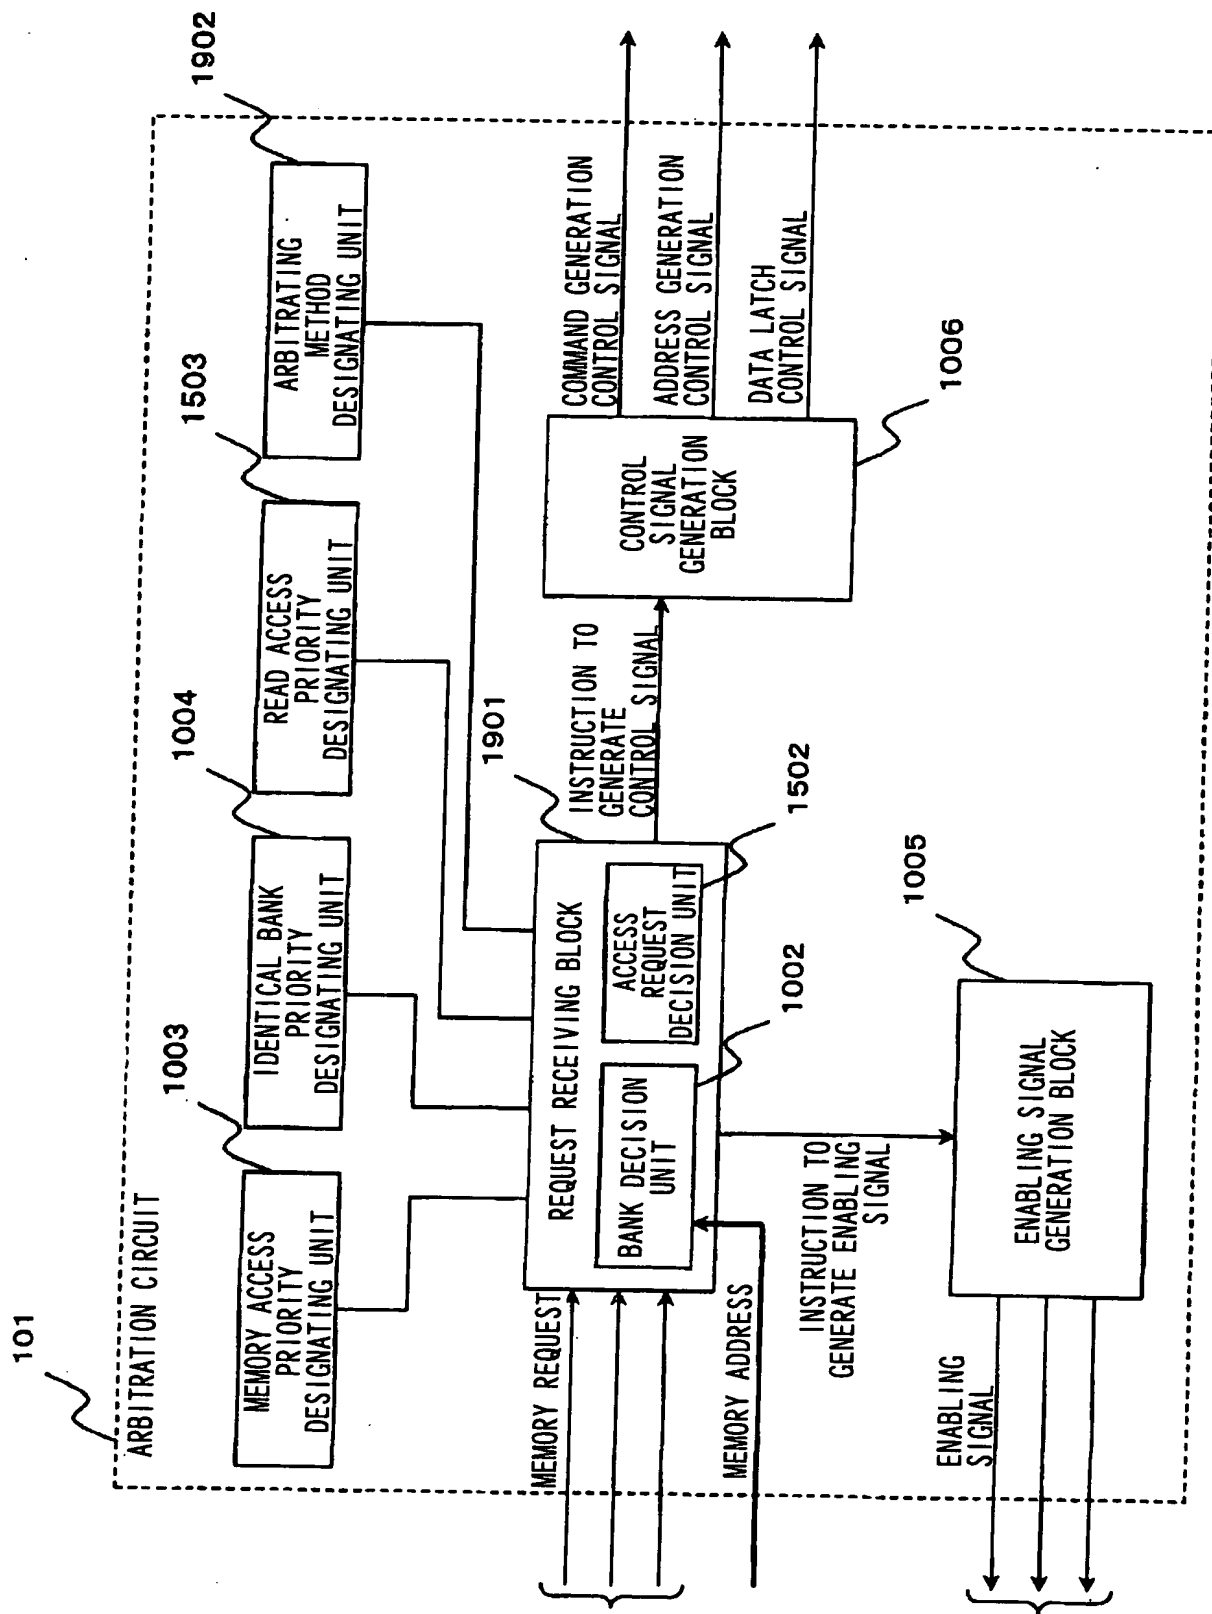 101
ARBITRATION CIRCUIT
1003
MEMORY ACCESS
PRIORITY
DESIGNATING UNIT
1004
IDENTICAL BANK
PRIORITY
DESIGNATING UNIT
1503
READ ACCESS
PRIORITY
DESIGNATING UNIT
1902
ARBITRATING
METHOD
DESIGNATING UNIT
MEMORY REQUEST
1901
REQUEST RECEIVING BLOCK
BANK DECISION
UNIT
1002
ACCESS
REQUEST
DECISION UNIT
1502
MEMORY ADDRESS
INSTRUCTION TO
GENERATE
CONTROL SIGNAL
CONTROL
SIGNAL
GENERATION
BLOCK
1006
COMMAND GENERATION
CONTROL SIGNAL
ADDRESS GENERATION
CONTROL SIGNAL
DATA LATCH
CONTROL SIGNAL
INSTRUCTION TO
GENERATE ENABLING
SIGNAL
1005
ENABLING SIGNAL
GENERATION BLOCK
ENABLING
SIGNAL